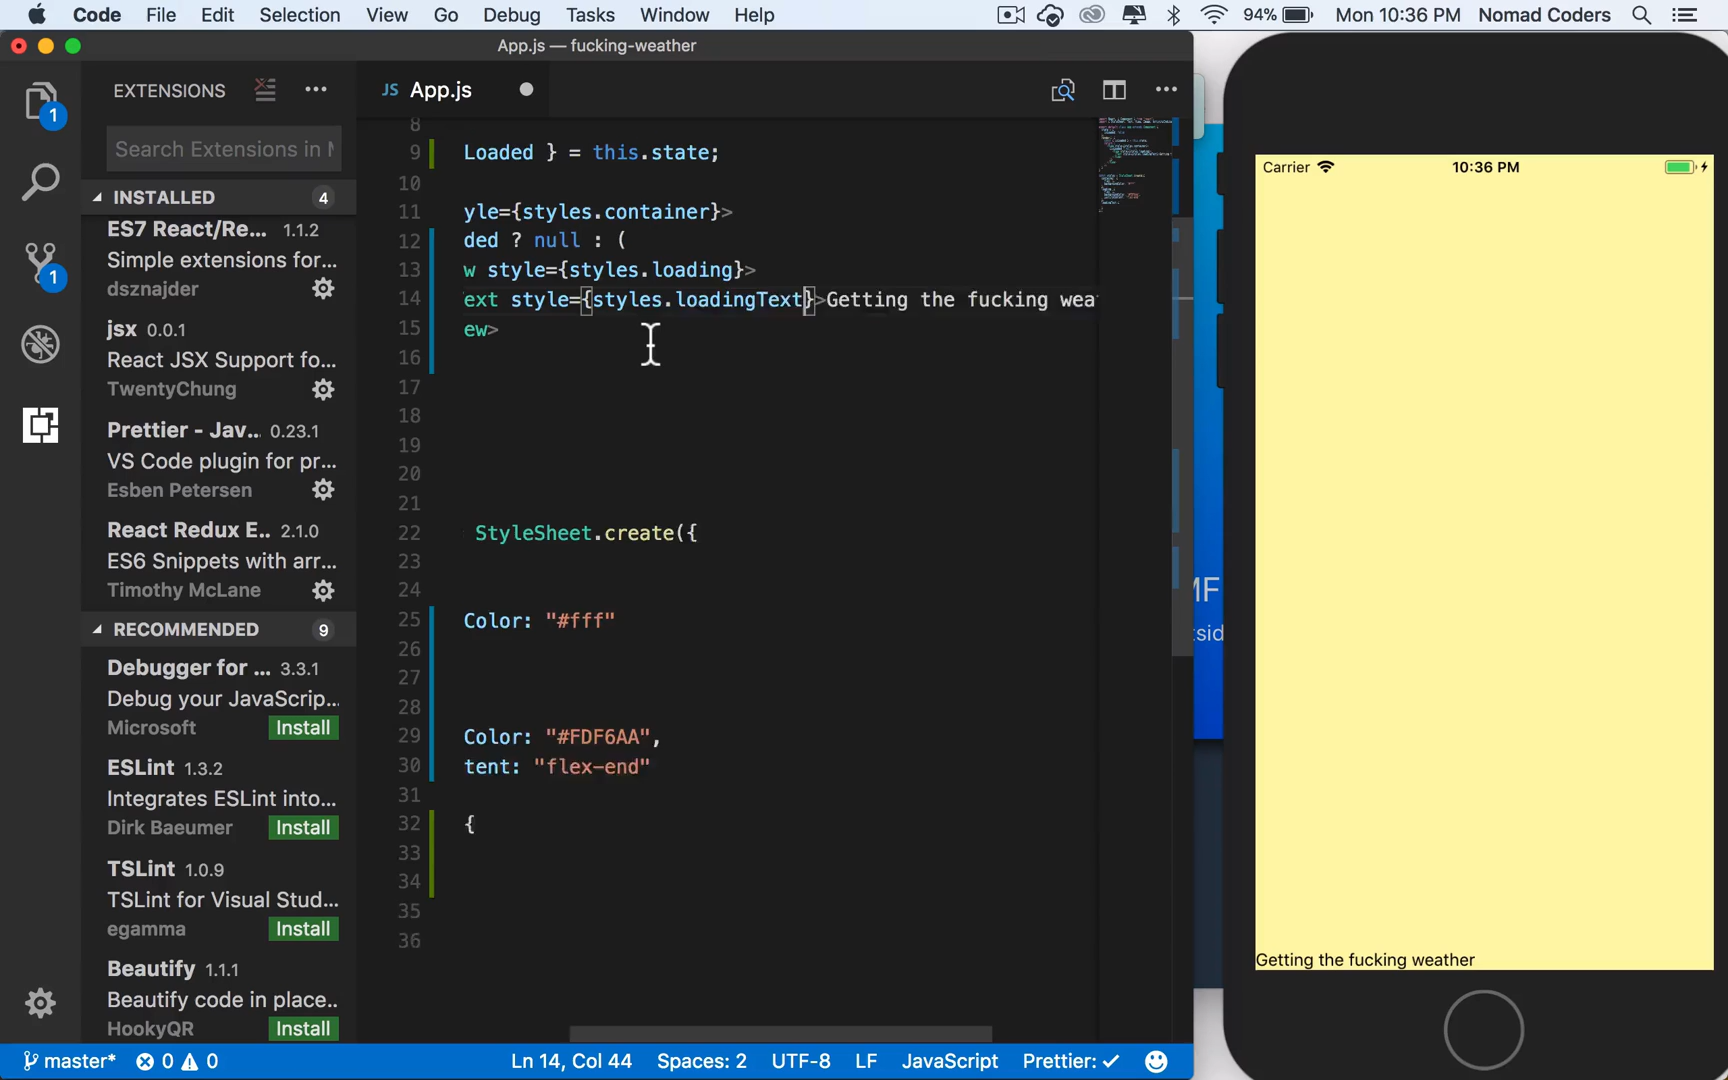 Code File Edit Selection View Go Debug Tasks Window Help 94% Mon 10:36 PM Nomad Coders
App.js — fucking-weather
EXTENSIONS
JS App.js
1
Search Extensions in M
INSTALLED 4
ES7 React/Re... 1.1.2
Simple extensions for...
dsznajder
jsx 0.0.1
React JSX Support fo...
TwentyChung
Prettier - Jav... 0.23.1
VS Code plugin for pr...
Esben Petersen
React Redux E... 2.1.0
ES6 Snippets with arr...
Timothy McLane
RECOMMENDED 9
Debugger for ... 3.3.1
Debug your JavaScrip...
Microsoft Install
ESLint 1.3.2
Integrates ESLint into...
Dirk Baeumer Install
TSLint 1.0.9
TSLint for Visual Stud...
egamma Install
Beautify 1.1.1
Beautify code in place...
HookyQR Install
1
8
9 Loaded } = this.state;
10
11 yle={styles.container}>
12 ded ? null : (
13 w style={styles.loading}>
14 ext style={styles.loadingText}>Getting the fucking wea
15 ew>
16
17
18
19
20
21
22 StyleSheet.create({
23
24
25 Color: "#fff"
26
27
28
29 Color: "#FDF6AA",
30 tent: "flex-end"
31
32 {
33
34
35
36
MF
tsid
Carrier 10:36 PM
Getting the fucking weather
master* 0 0 Ln 14, Col 44 Spaces: 2 UTF-8 LF JavaScript Prettier: ✓